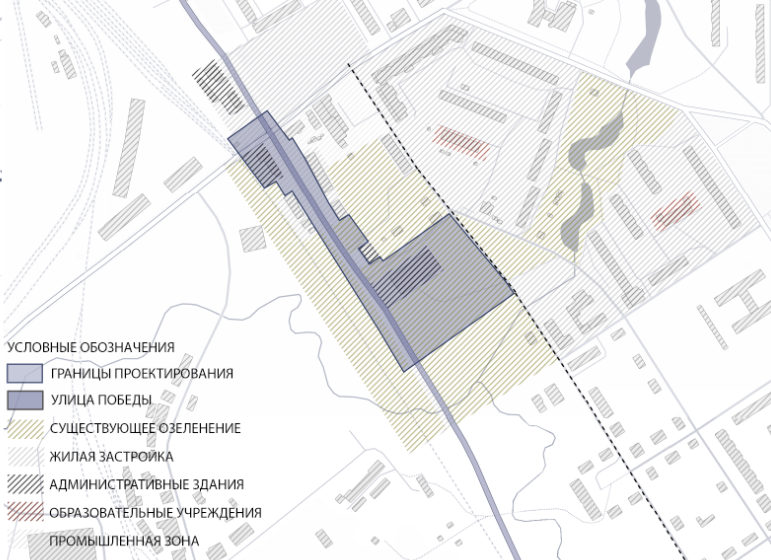 УСЛОВНЫЕ ОБОЗНАЧЕНИЯ
ГРАНИЦЫ ПРОЕКТИРОВАНИЯ
УЛИЦА ПОБЕДЫ
СУЩЕСТВУЮЩЕЕ ОЗЕЛЕНЕНИЕ
ЖИЛАЯ ЗАСТРОЙКА
АДМИНИСТРАТИВНЫЕ ЗДАНИЯ
ОБРАЗОВАТЕЛЬНЫЕ УЧРЕЖДЕНИЯ
ПРОМЫШЛЕННАЯ ЗОНА